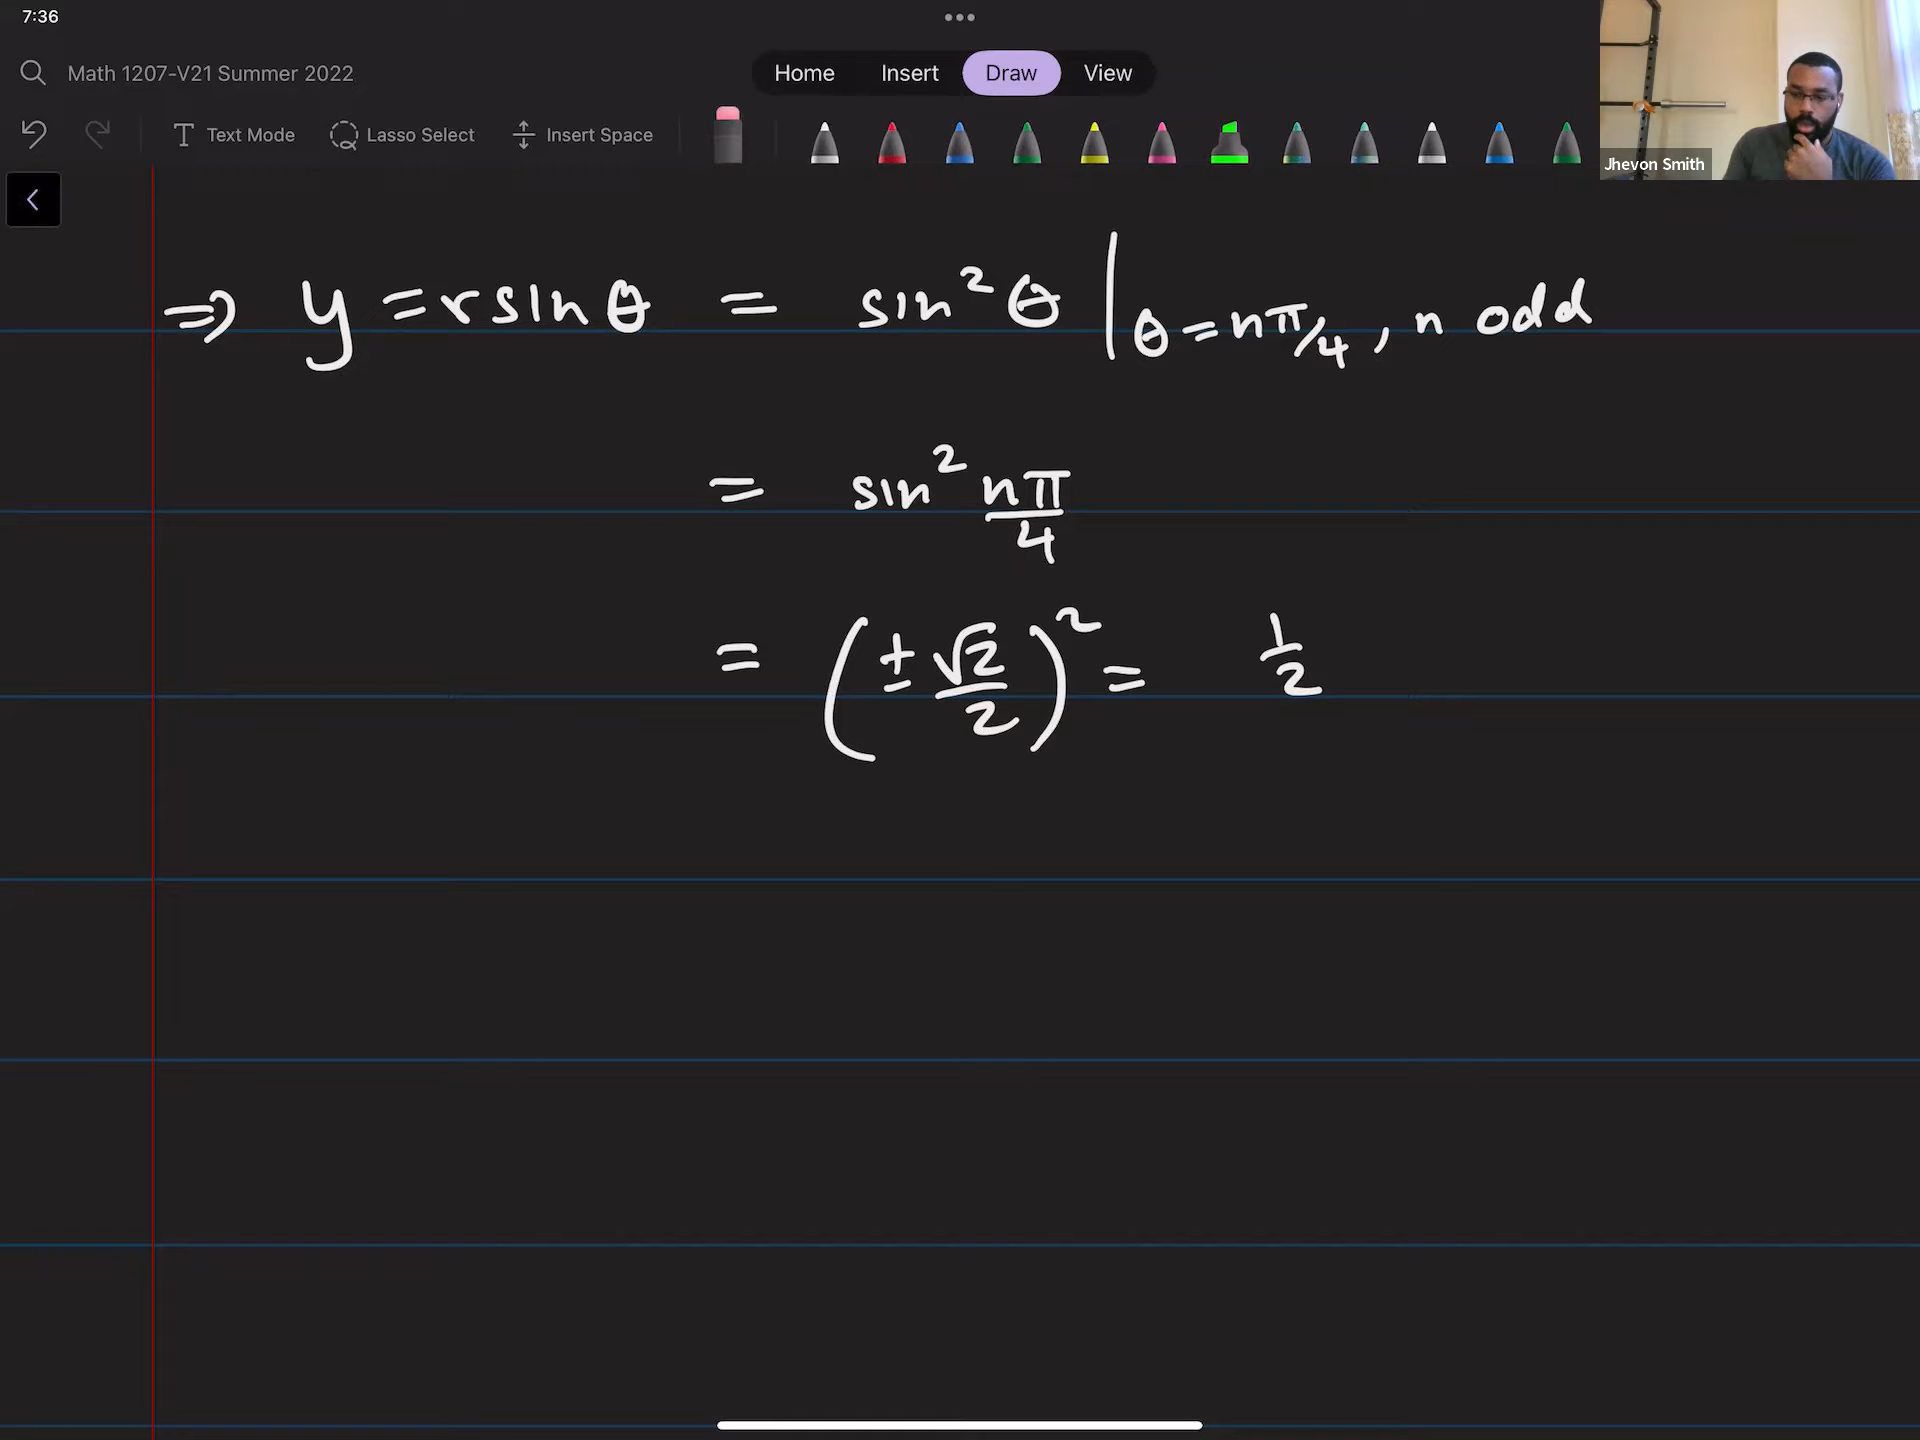 7:36
Math 1207-V21 Summer 2022
Home Insert Draw View
Text Mode Lasso Select Insert Space
Jhevon Smith
⇒ y = r sin θ = sin² θ |θ = nπ/4, n odd
= sin² nπ/4
= (± √2/2)² = 1/2